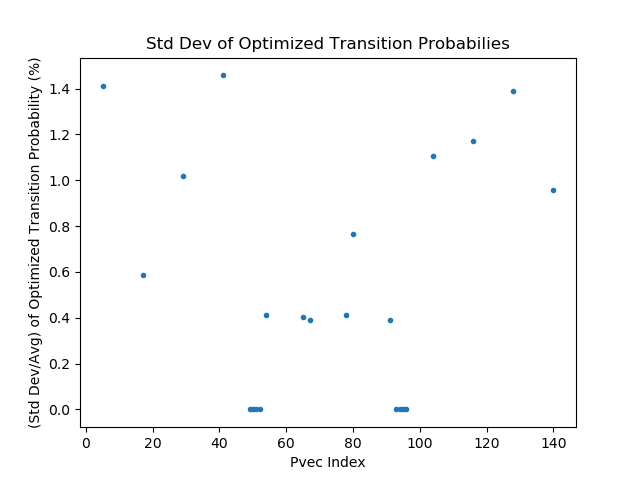 Std Dev of Optimized Transition Probabilies
(Std Dev/Avg) of Optimized Transition Probability (%)
1.4
1.2
1.0
0.8
0.6
0.4
0.2
0.0
0 20 40 60 80 100 120 140
Pvec Index